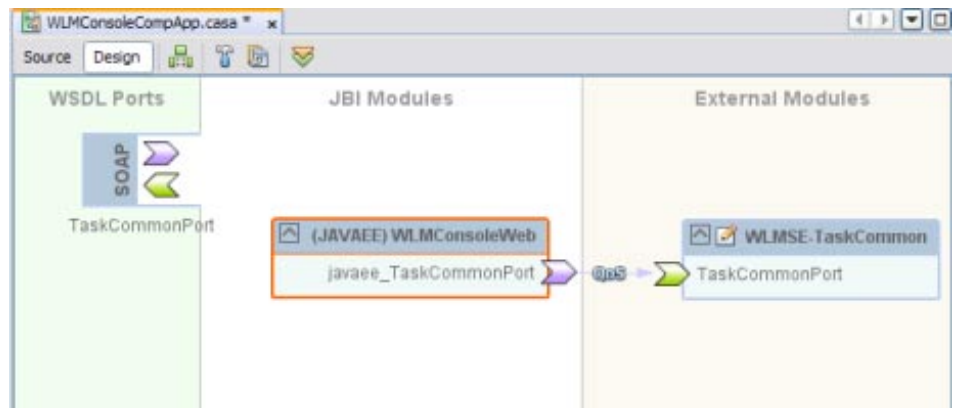 WLMConsoleCompApp.casa * x
Source Design
WSDL Ports JBI Modules External Modules
SOAP
TaskCommonPort
(JAVAEE) WLMConsoleWeb
WLMSE-TaskCommon
javaee_TaskCommonPort
QoS
TaskCommonPort